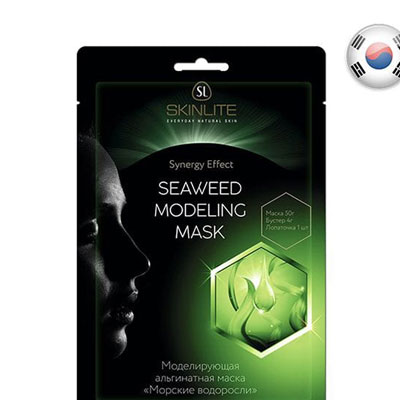 SL
SKINLITE
EVERYDAY NATURAL SKIN
Synergy Effect
SEAWEED
MODELING
MASK
Маска 50г
Бустер 4г
Лопаточка 1 шт
Моделирующая
альгинатная маска
«Морские водоросли»